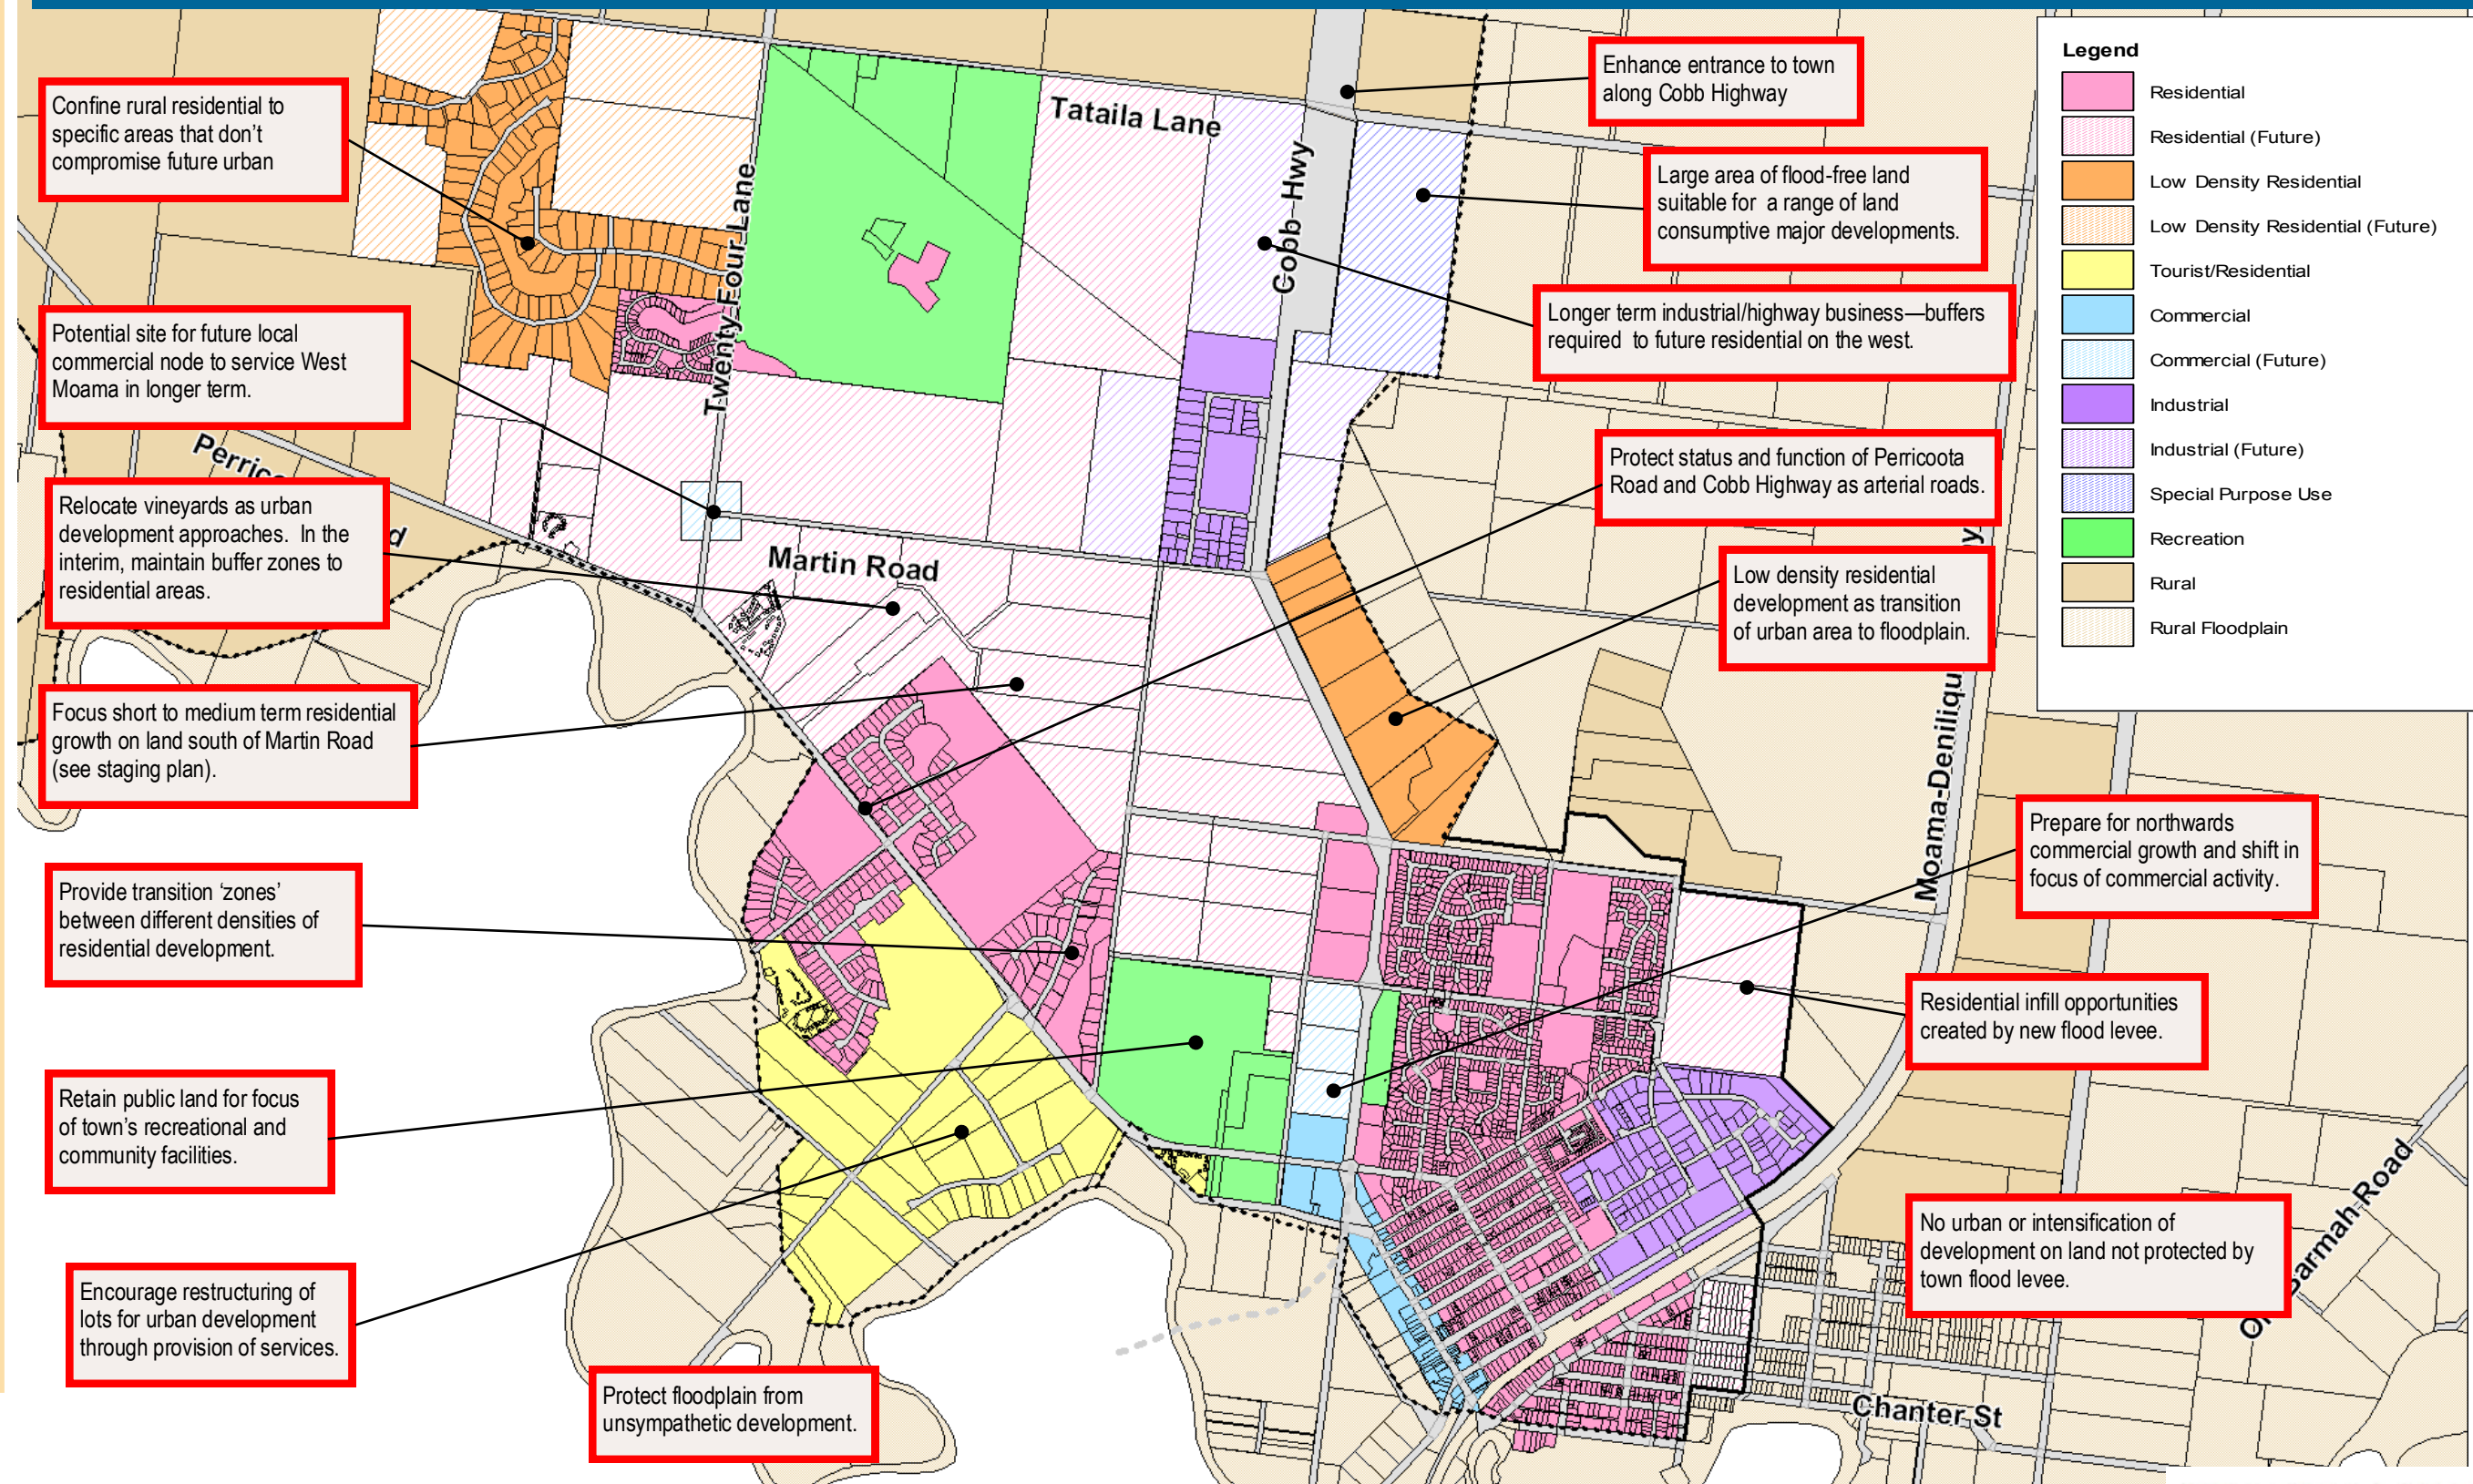 Confine rural residential to
specific areas that don't
compromise future urban
Potential site for future local
commercial node to service West
Moama in longer term.
Relocate vineyards as urban
development approaches. In the
interim, maintain buffer zones to
residential areas.
Focus short to medium term residential
growth on land south of Martin Road
(see staging plan).
Provide transition ‘zones’
between different densities of
residential development.
Retain public land for focus
of town’s recreational and
community facilities.
Encourage restructuring of
lots for urban development
through provision of services.
Protect floodplain from
unsympathetic development.
Tataila Lane
Twenty Four Lane
Cobb Hwy
Martin Road
Chanter St
Enhance entrance to town
along Cobb Highway
Large area of flood-free land
suitable for a range of land
consumptive major developments.
Longer term industrial/highway business—buffers
required to future residential on the west.
Protect status and function of Perricoota
Road and Cobb Highway as arterial roads.
Low density residential
development as transition
of urban area to floodplain.
Prepare for northwards
commercial growth and shift in
focus of commercial activity.
Residential infill opportunities
created by new flood levee.
No urban or intensification of
development on land not protected by
town flood levee.
Legend
Residential
Residential (Future)
Low Density Residential
Low Density Residential (Future)
Tourist/Residential
Commercial
Commercial (Future)
Industrial
Industrial (Future)
Special Purpose Use
Recreation
Rural
Rural Floodplain